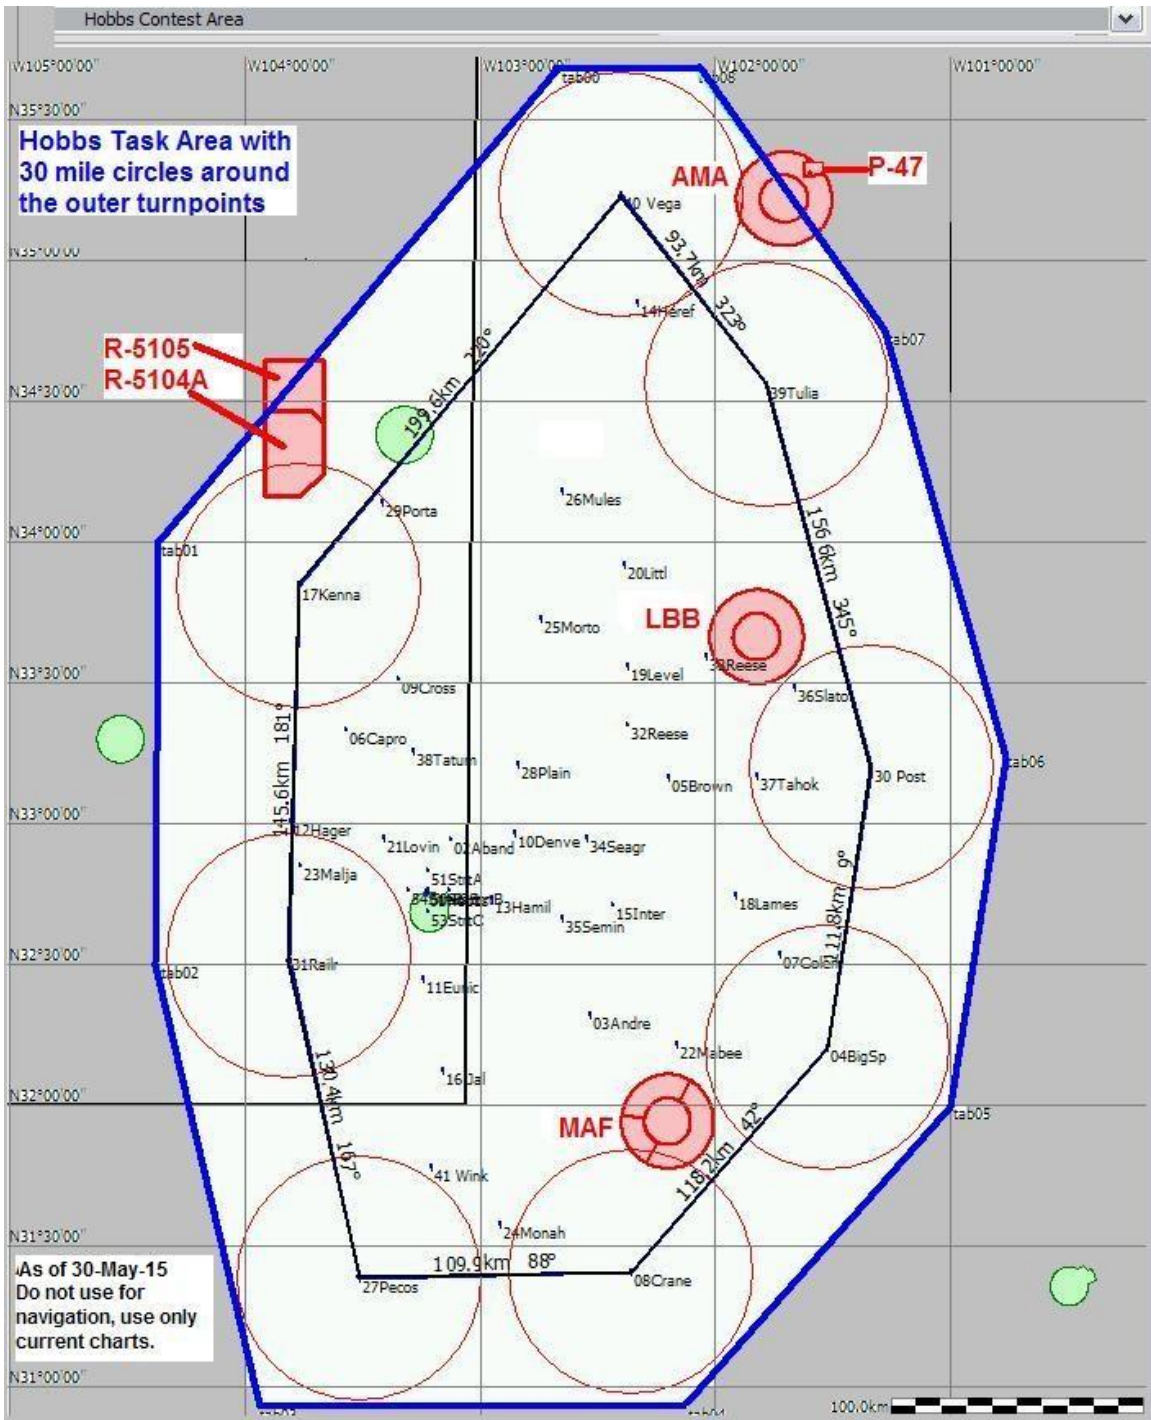 Hobbs Contest Area
W105°00'00"
W104°00'00"
W103°00'00"
W102°00'00"
W101°00'00"
tab00
tab08
N35°30'00"
Hobbs Task Area with
30 mile circles around
the outer turnpoints
AMA
P-47
Vega
N35°00'00"
93,7km 323°
14Heref
R-5105
R-5104A
220°
199.6km
tab07
39Tulia
N34°30'00"
26Mules
29Porta
156 6km 345°
N34°00'00"
tab01
20Littl
17Kenna
LBB
25Morto
19Level
33Reese
N33°30'00"
09Cross
36Slato
145.6km 181°
06Capro
32Reese
38Tatum
28Plain
tab06
30 Post
05Brown
37Tahok
N33°00'00"
12Hager
21Lovin
02Aband
10Denve
34Seagr
23Malja
51StrtA
9°
13Hamil
15Inter
18Lames
53StrtC
35Semin
111,8km
07Colem
N32°30'00"
tab02
31Railr
11Eunic
03Andre
22Mabee
04BigSp
130,4km 167°
16Jal
N32°00'00"
tab05
MAF
118,2km 42°
41 Wink
24Monah
N31°30'00"
109.9km 88°
27Pecos
08Crane
As of 30-May-15
Do not use for
navigation, use only
current charts.
N31°00'00"
tab03
tab04
100.0km